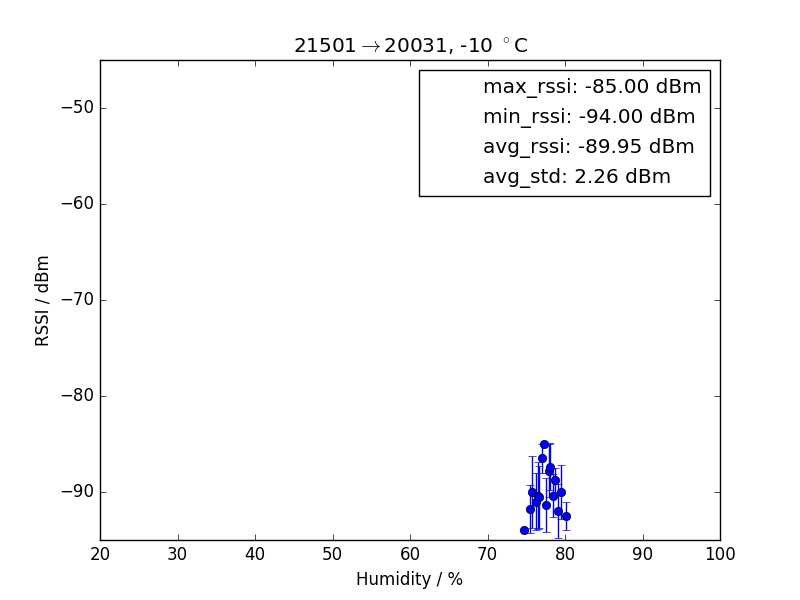 21501→20031, -10 °C
max_rssi: -85.00 dBm
min_rssi: -94.00 dBm
avg_rssi: -89.95 dBm
avg_std: 2.26 dBm
RSSI / dBm
−50
−60
−70
−80
−90
20 30 40 50 60 70 80 90 100
Humidity / %